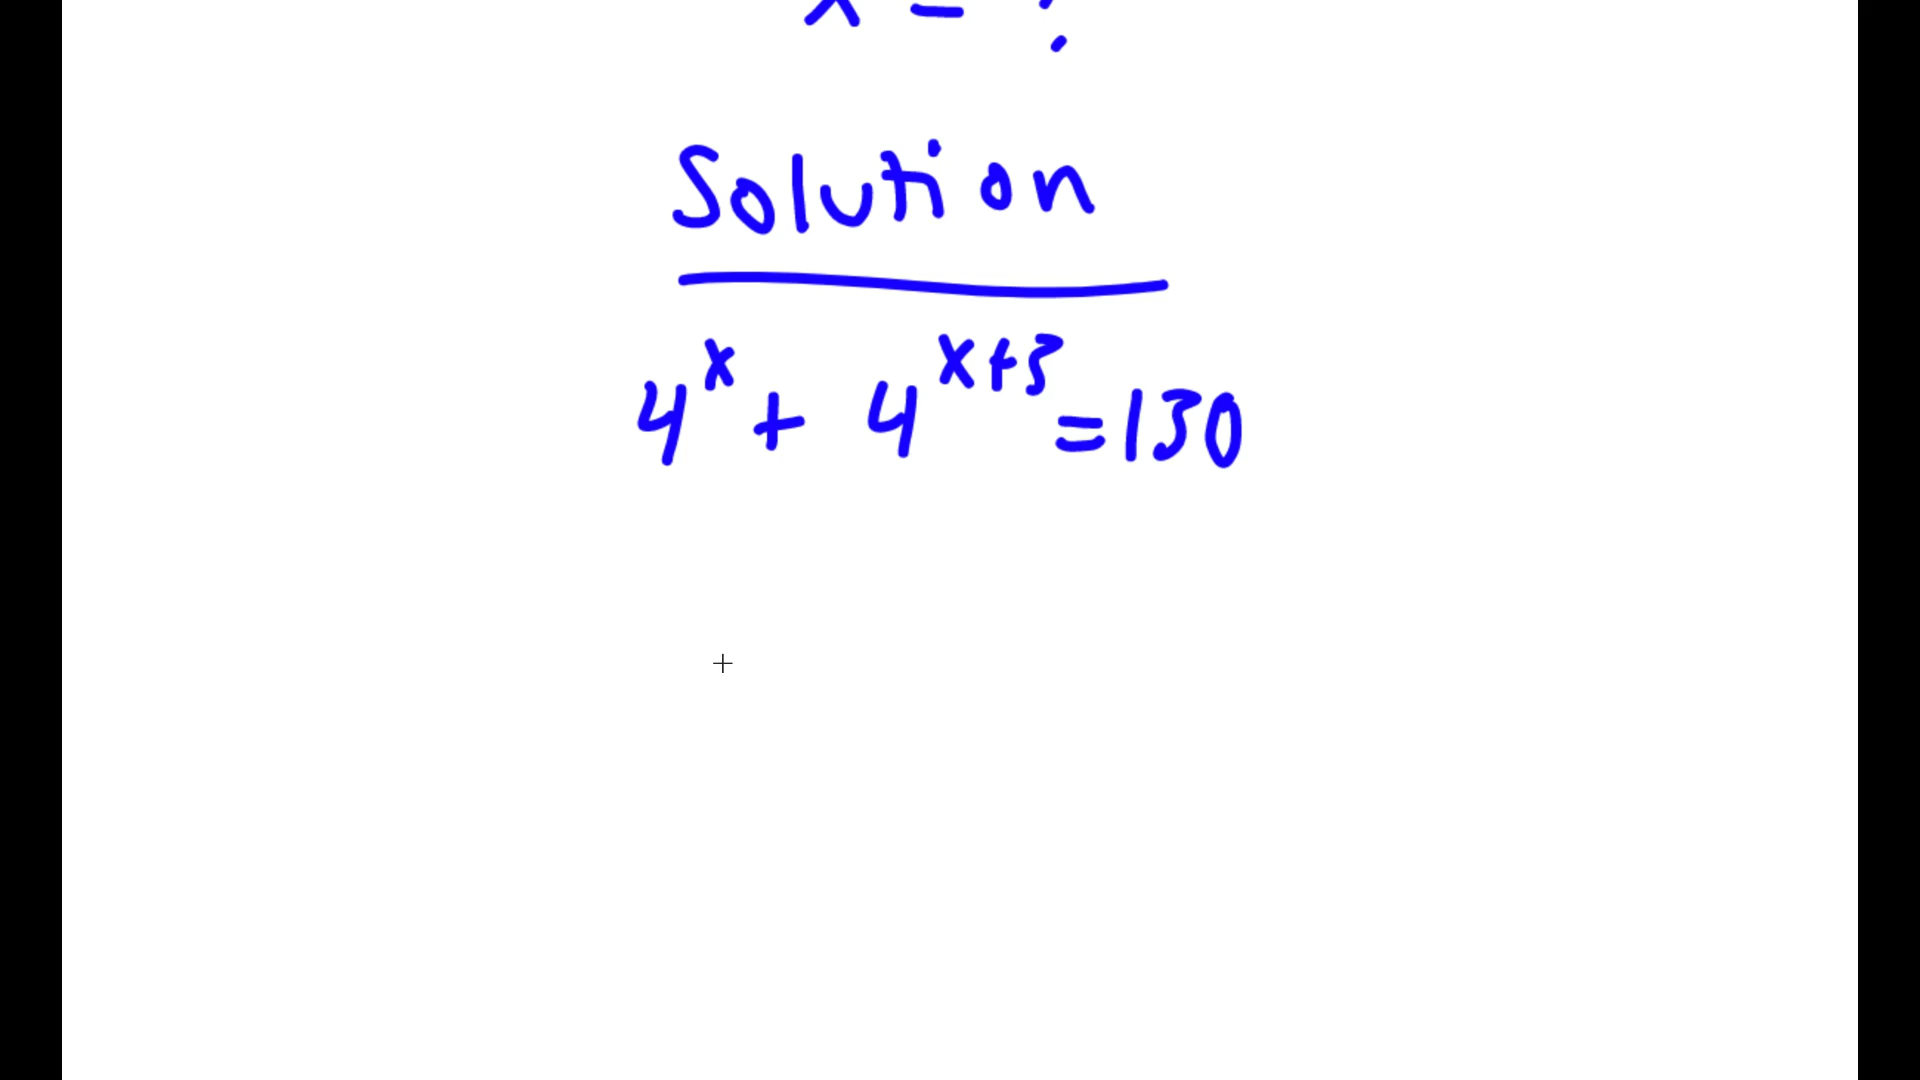 x = ?
Solution
4^x + 4^x+3 = 130